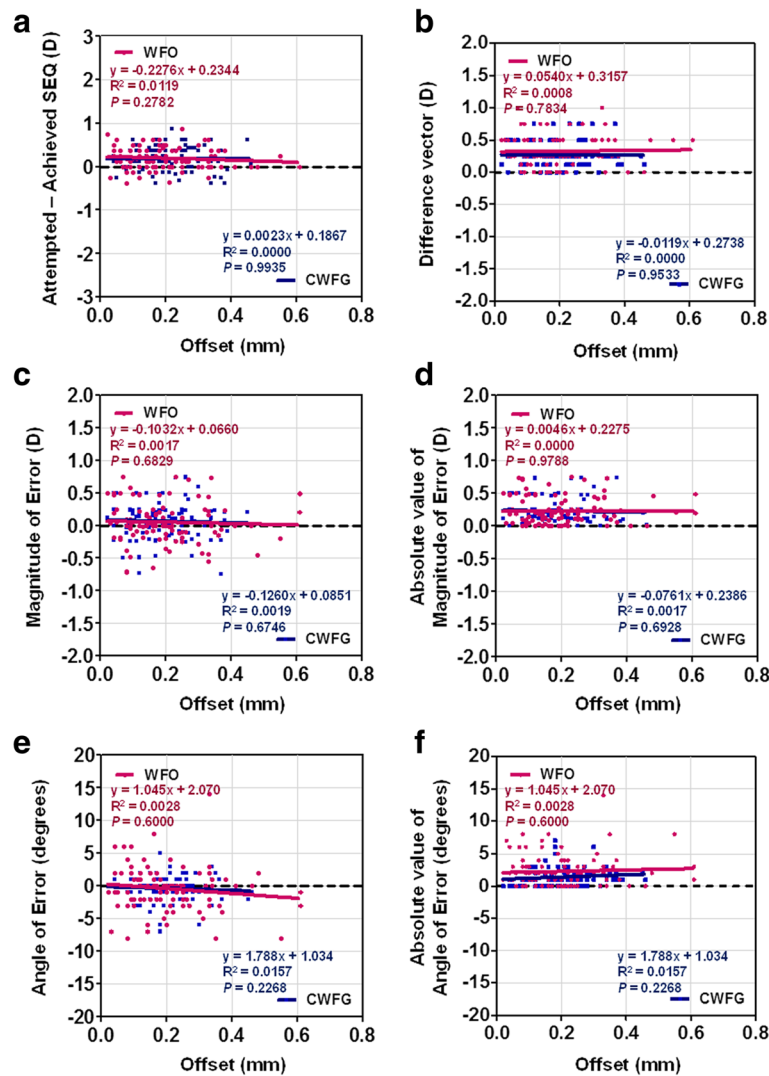 a
Attempted – Achieved SEQ (D)
3
2
1
0
-1
-2
-3
WFO
y = -0.2276x + 0.2344
R² = 0.0119
P = 0.2782
y = 0.0023x + 0.1867
R² = 0.0000
P = 0.9935
CWFG
0.0 0.2 0.4 0.6 0.8
Offset (mm)
b
Difference vector (D)
2.0
1.5
1.0
0.5
0.0
-0.5
-1.0
-1.5
2.0
WFO
y = 0.0540x + 0.3157
R² = 0.0008
P = 0.7834
y = -0.0119x + 0.2738
R² = 0.0000
P = 0.9533
CWFG
0.0 0.2 0.4 0.6 0.8
Offset (mm)
c
Magnitude of Error (D)
2.0
1.5
1.0
0.5
0.0
-0.5
-1.0
-1.5
-2.0
WFO
y = -0.1032x + 0.0660
R² = 0.0017
P = 0.6829
y = -0.1260x + 0.0851
R² = 0.0019
P = 0.6746
CWFG
0.0 0.2 0.4 0.6 0.8
Offset (mm)
d
Absolute value of
Magnitude of Error (D)
2.0
1.5
1.0
0.5
0.0
-0.5
-1.0
-1.5
-2.0
WFO
y = 0.0046x + 0.2275
R² = 0.0000
P = 0.9788
y = -0.0761x + 0.2386
R² = 0.0017
P = 0.6928
CWFG
0.0 0.2 0.4 0.6 0.8
Offset (mm)
e
Angle of Error (degrees)
20
15
10
5
0
-5
-10
-15
-20
WFO
y = 1.045x + 2.070
R² = 0.0028
P = 0.6000
y = 1.788x + 1.034
R² = 0.0157
P = 0.2268
CWFG
0.0 0.2 0.4 0.6 0.8
Offset (mm)
f
Absolute value of
Angle of Error (degrees)
20
15
10
5
0
-5
-10
-15
-20
WFO
y = 1.045x + 2.070
R² = 0.0028
P = 0.6000
y = 1.788x + 1.034
R² = 0.0157
P = 0.2268
CWFG
0.0 0.2 0.4 0.6 0.8
Offset (mm)